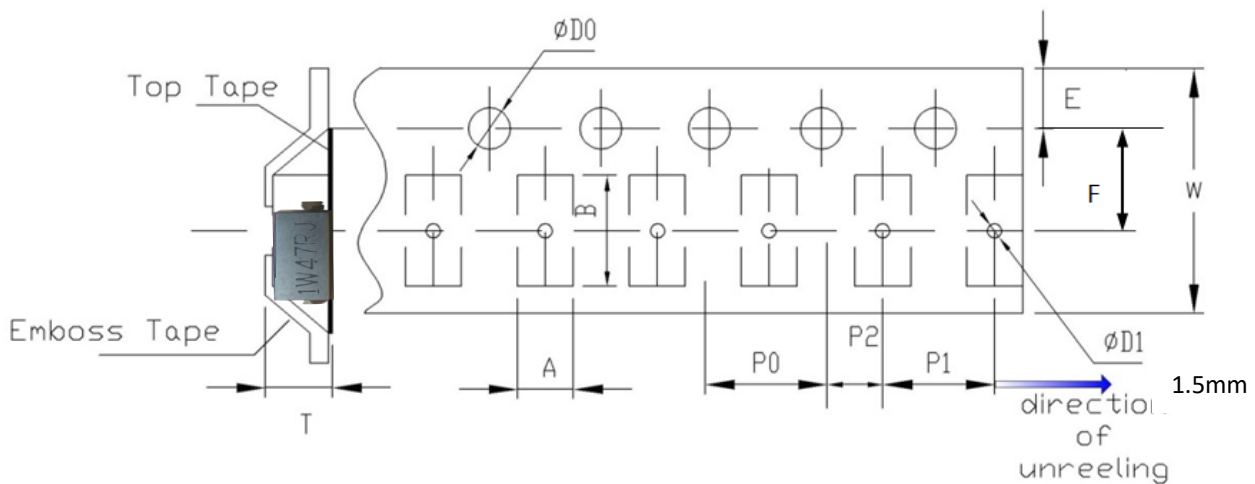 ØD0
Top Tape
E
W
F
B
1W47RJ
Emboss Tape
P2
ØD1
A
P0
P1
1.5mm
T
directio
of
unreeling